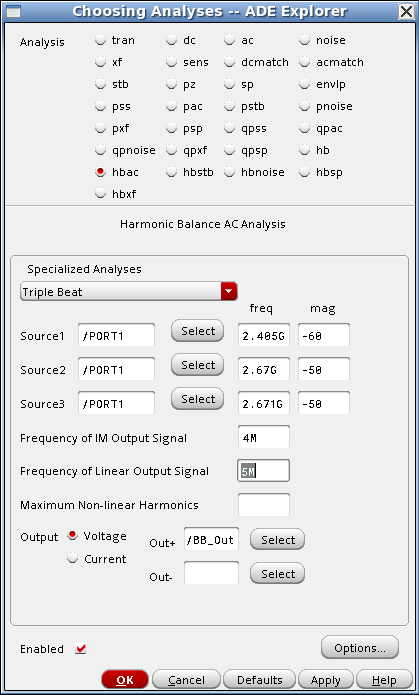 Choosing Analyses -- ADE Explorer
Analysis
tran dc ac noise
xf sens dcmatch acmatch
stb pz sp envlp
pss pac pstb pnoise
pxf psp qpss qpac
qpnoise qpxf qpsp hb
hbac hbstb hbnoise hbsp
hbxf
Harmonic Balance AC Analysis
Specialized Analyses
Triple Beat
freq mag
Source1 /PORT1 Select 2.405G -60
Source2 /PORT1 Select 2.67G -50
Source3 /PORT1 Select 2.671G -50
Frequency of IM Output Signal 4M
Frequency of Linear Output Signal 5M
Maximum Non-linear Harmonics
Output Voltage Out+ /BB_Out Select
Current
Out- Select
Enabled Options...
OK Cancel Defaults Apply Help